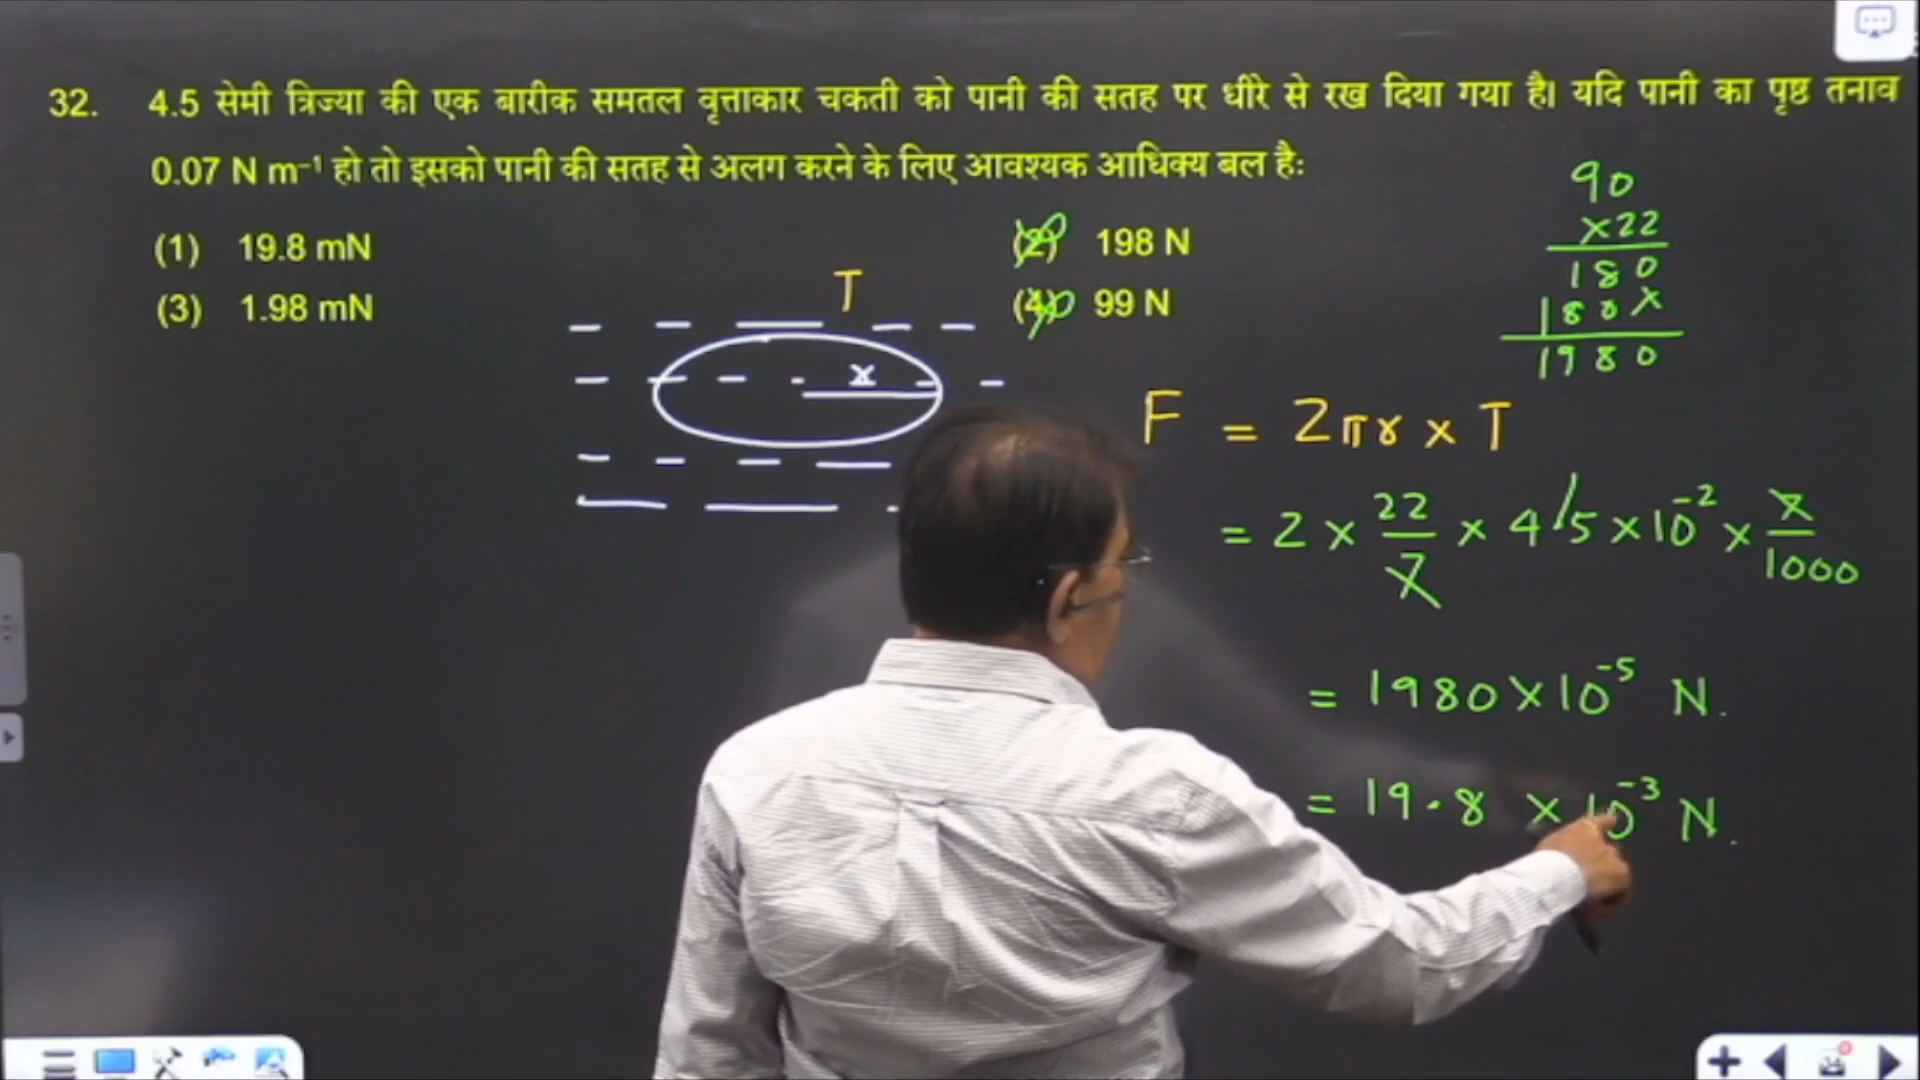 32. 4.5 सेमी त्रिज्या की एक बारीक समतल वृत्ताकार चकती को पानी की सतह पर धीरे से रख दिया गया है। यदि पानी का पृष्ठ तनाव
0.07 N m⁻¹ हो तो इसको पानी की सतह से अलग करने के लिए आवश्यक आधिक्य बल है:
(1) 19.8 mN
(2) 198 N
(3) 1.98 mN
(4) 99 N
T
x
90
×22
180
180×
1980
F = 2πr × T
= 2 × 22/7 × 4.5 × 10⁻² × 7/1000
= 1980 × 10⁻⁵ N.
= 19.8 × 10⁻³ N.